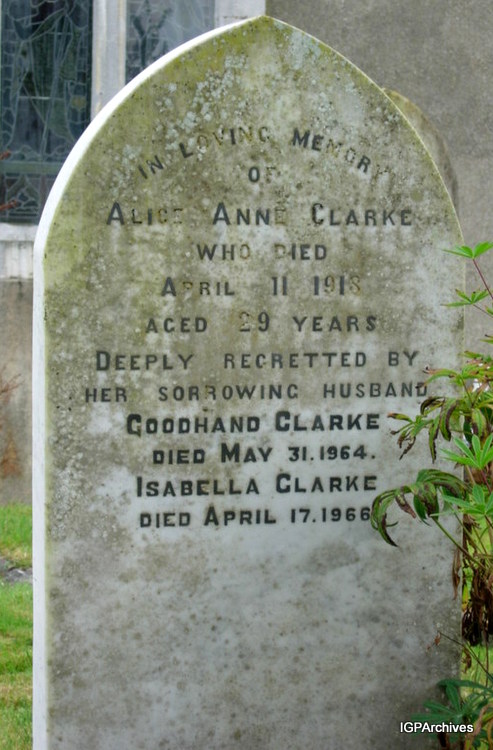 IN LOVING MEMORY
OF
ALICE ANNE CLARKE
WHO DIED
APRIL 11 1918
AGED 29 YEARS
DEEPLY REGRETTED BY
HER SORROWING HUSBAND
GOODHAND CLARKE
DIED MAY 31.1964.
ISABELLA CLARKE
DIED APRIL 17.1966
IGPArchives